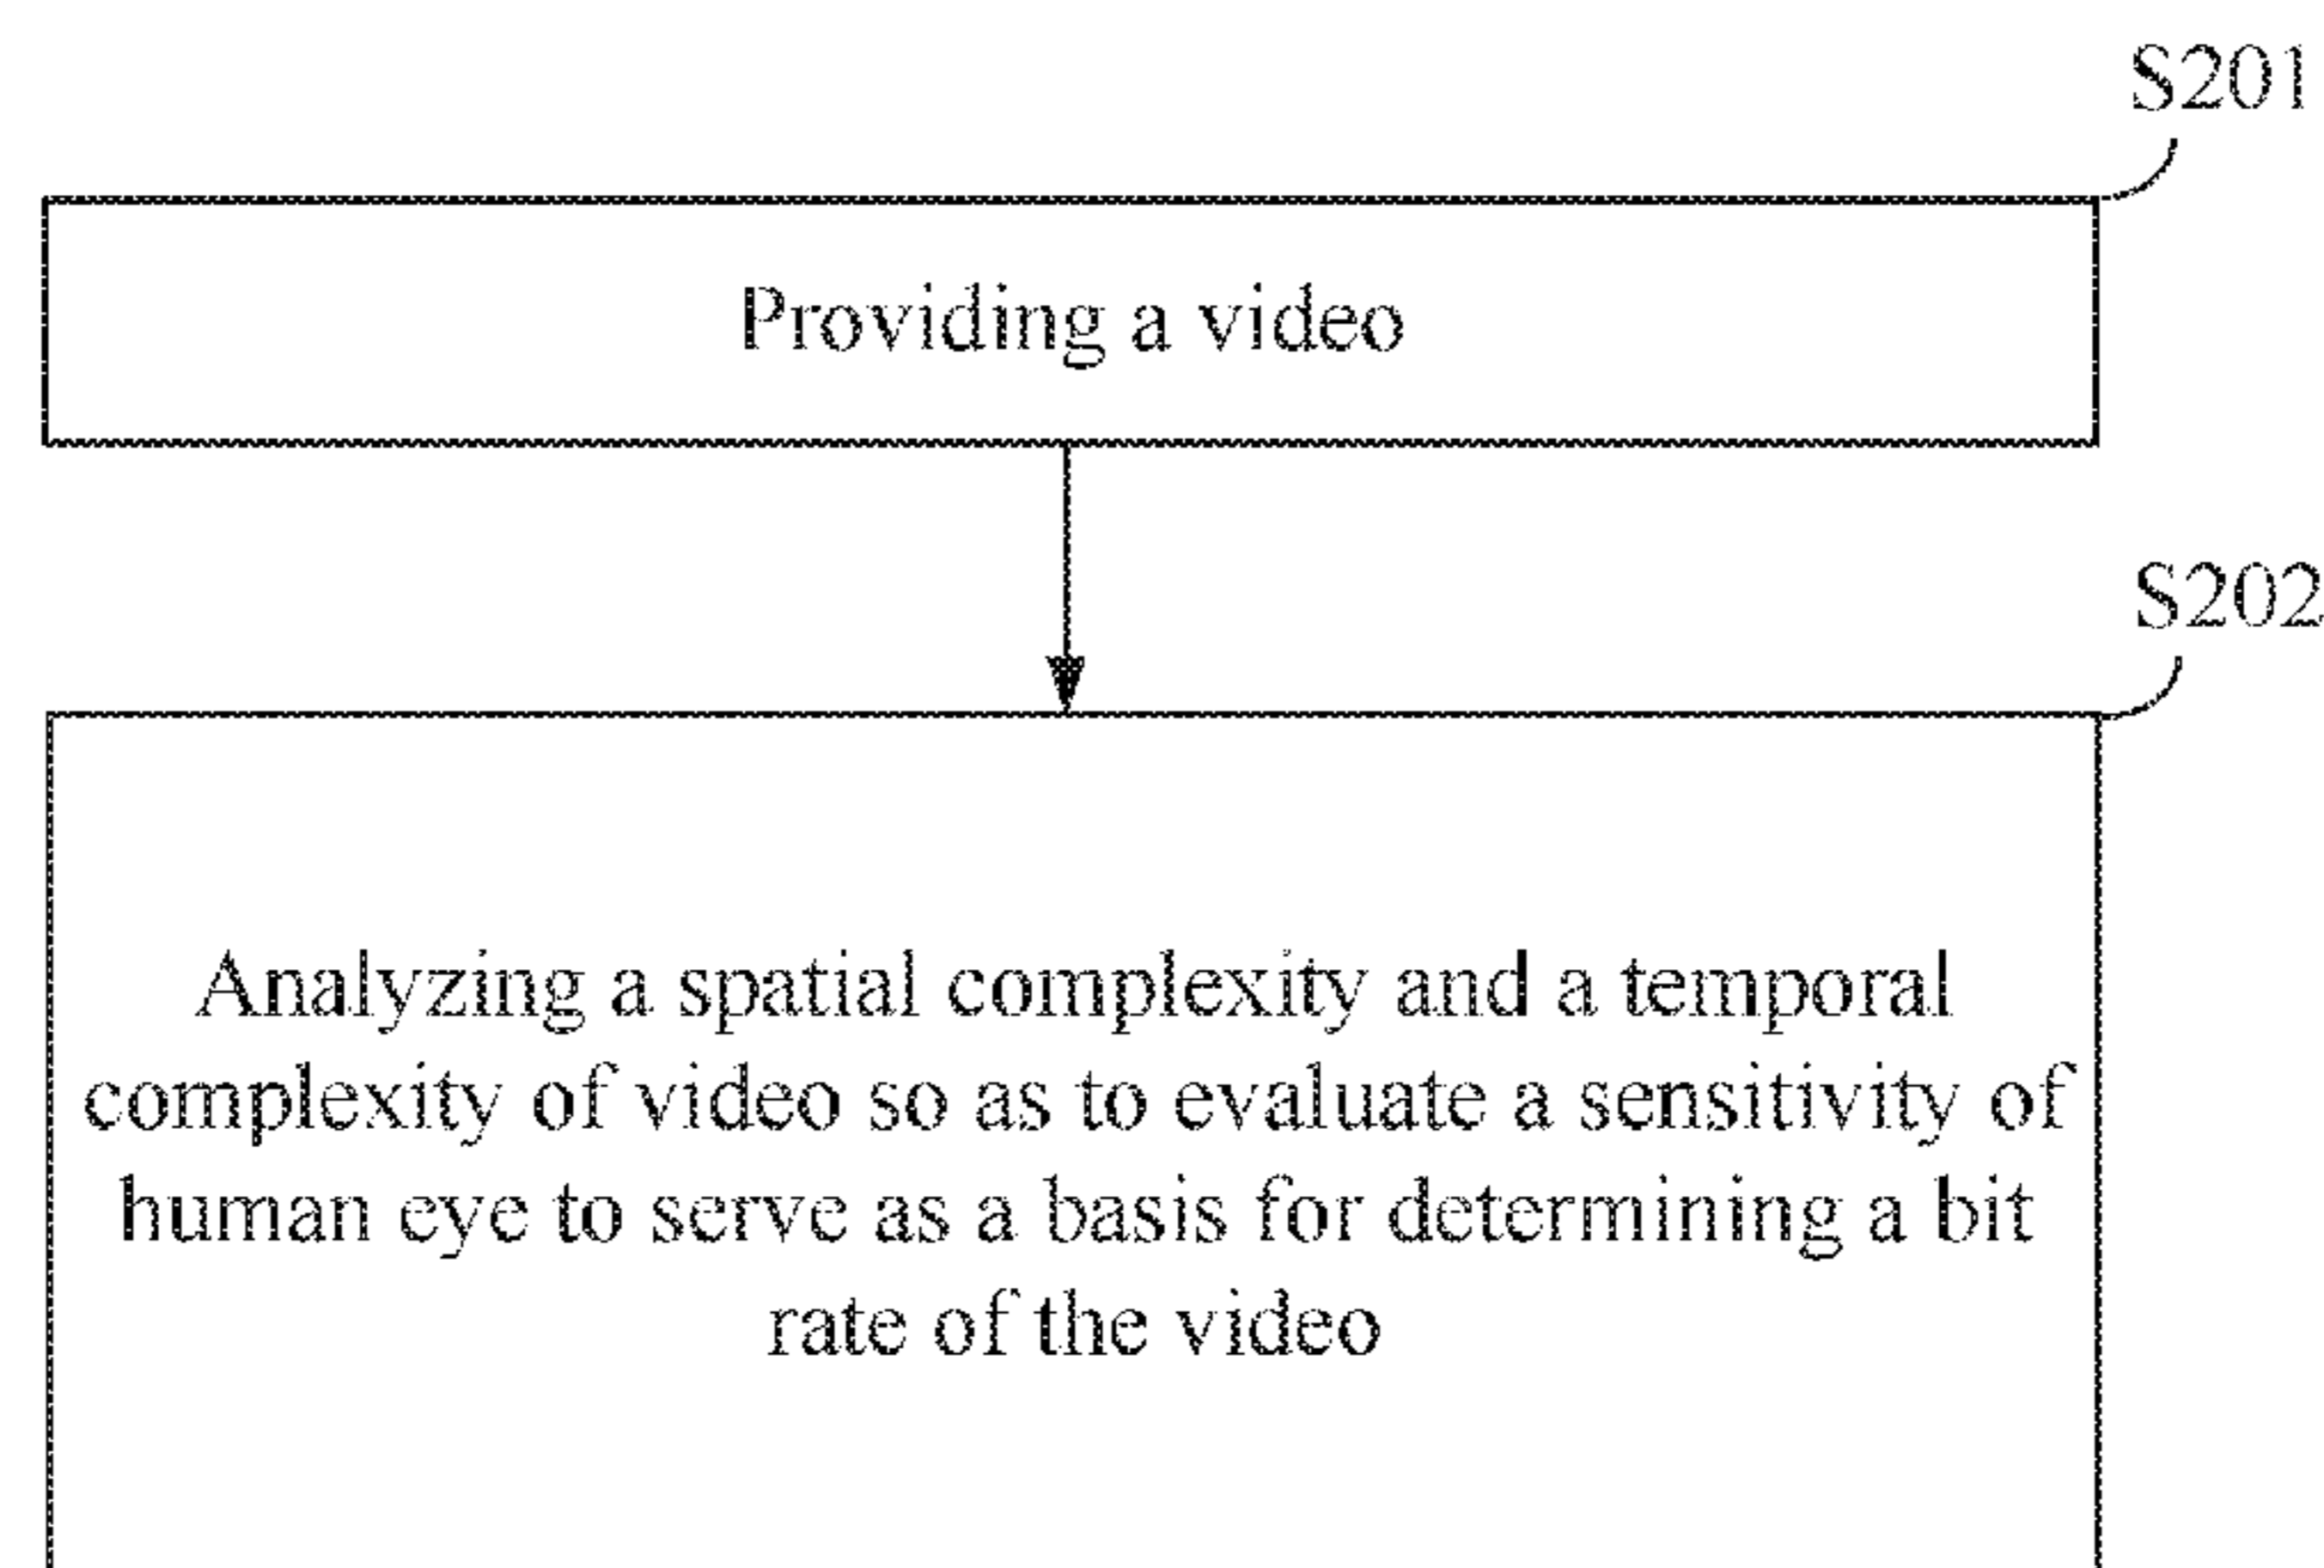 S201
Providing a video
S202
Analyzing a spatial complexity and a temporal
complexity of video so as to evaluate a sensitivity of
human eye to serve as a basis for determining a bit
rate of the video